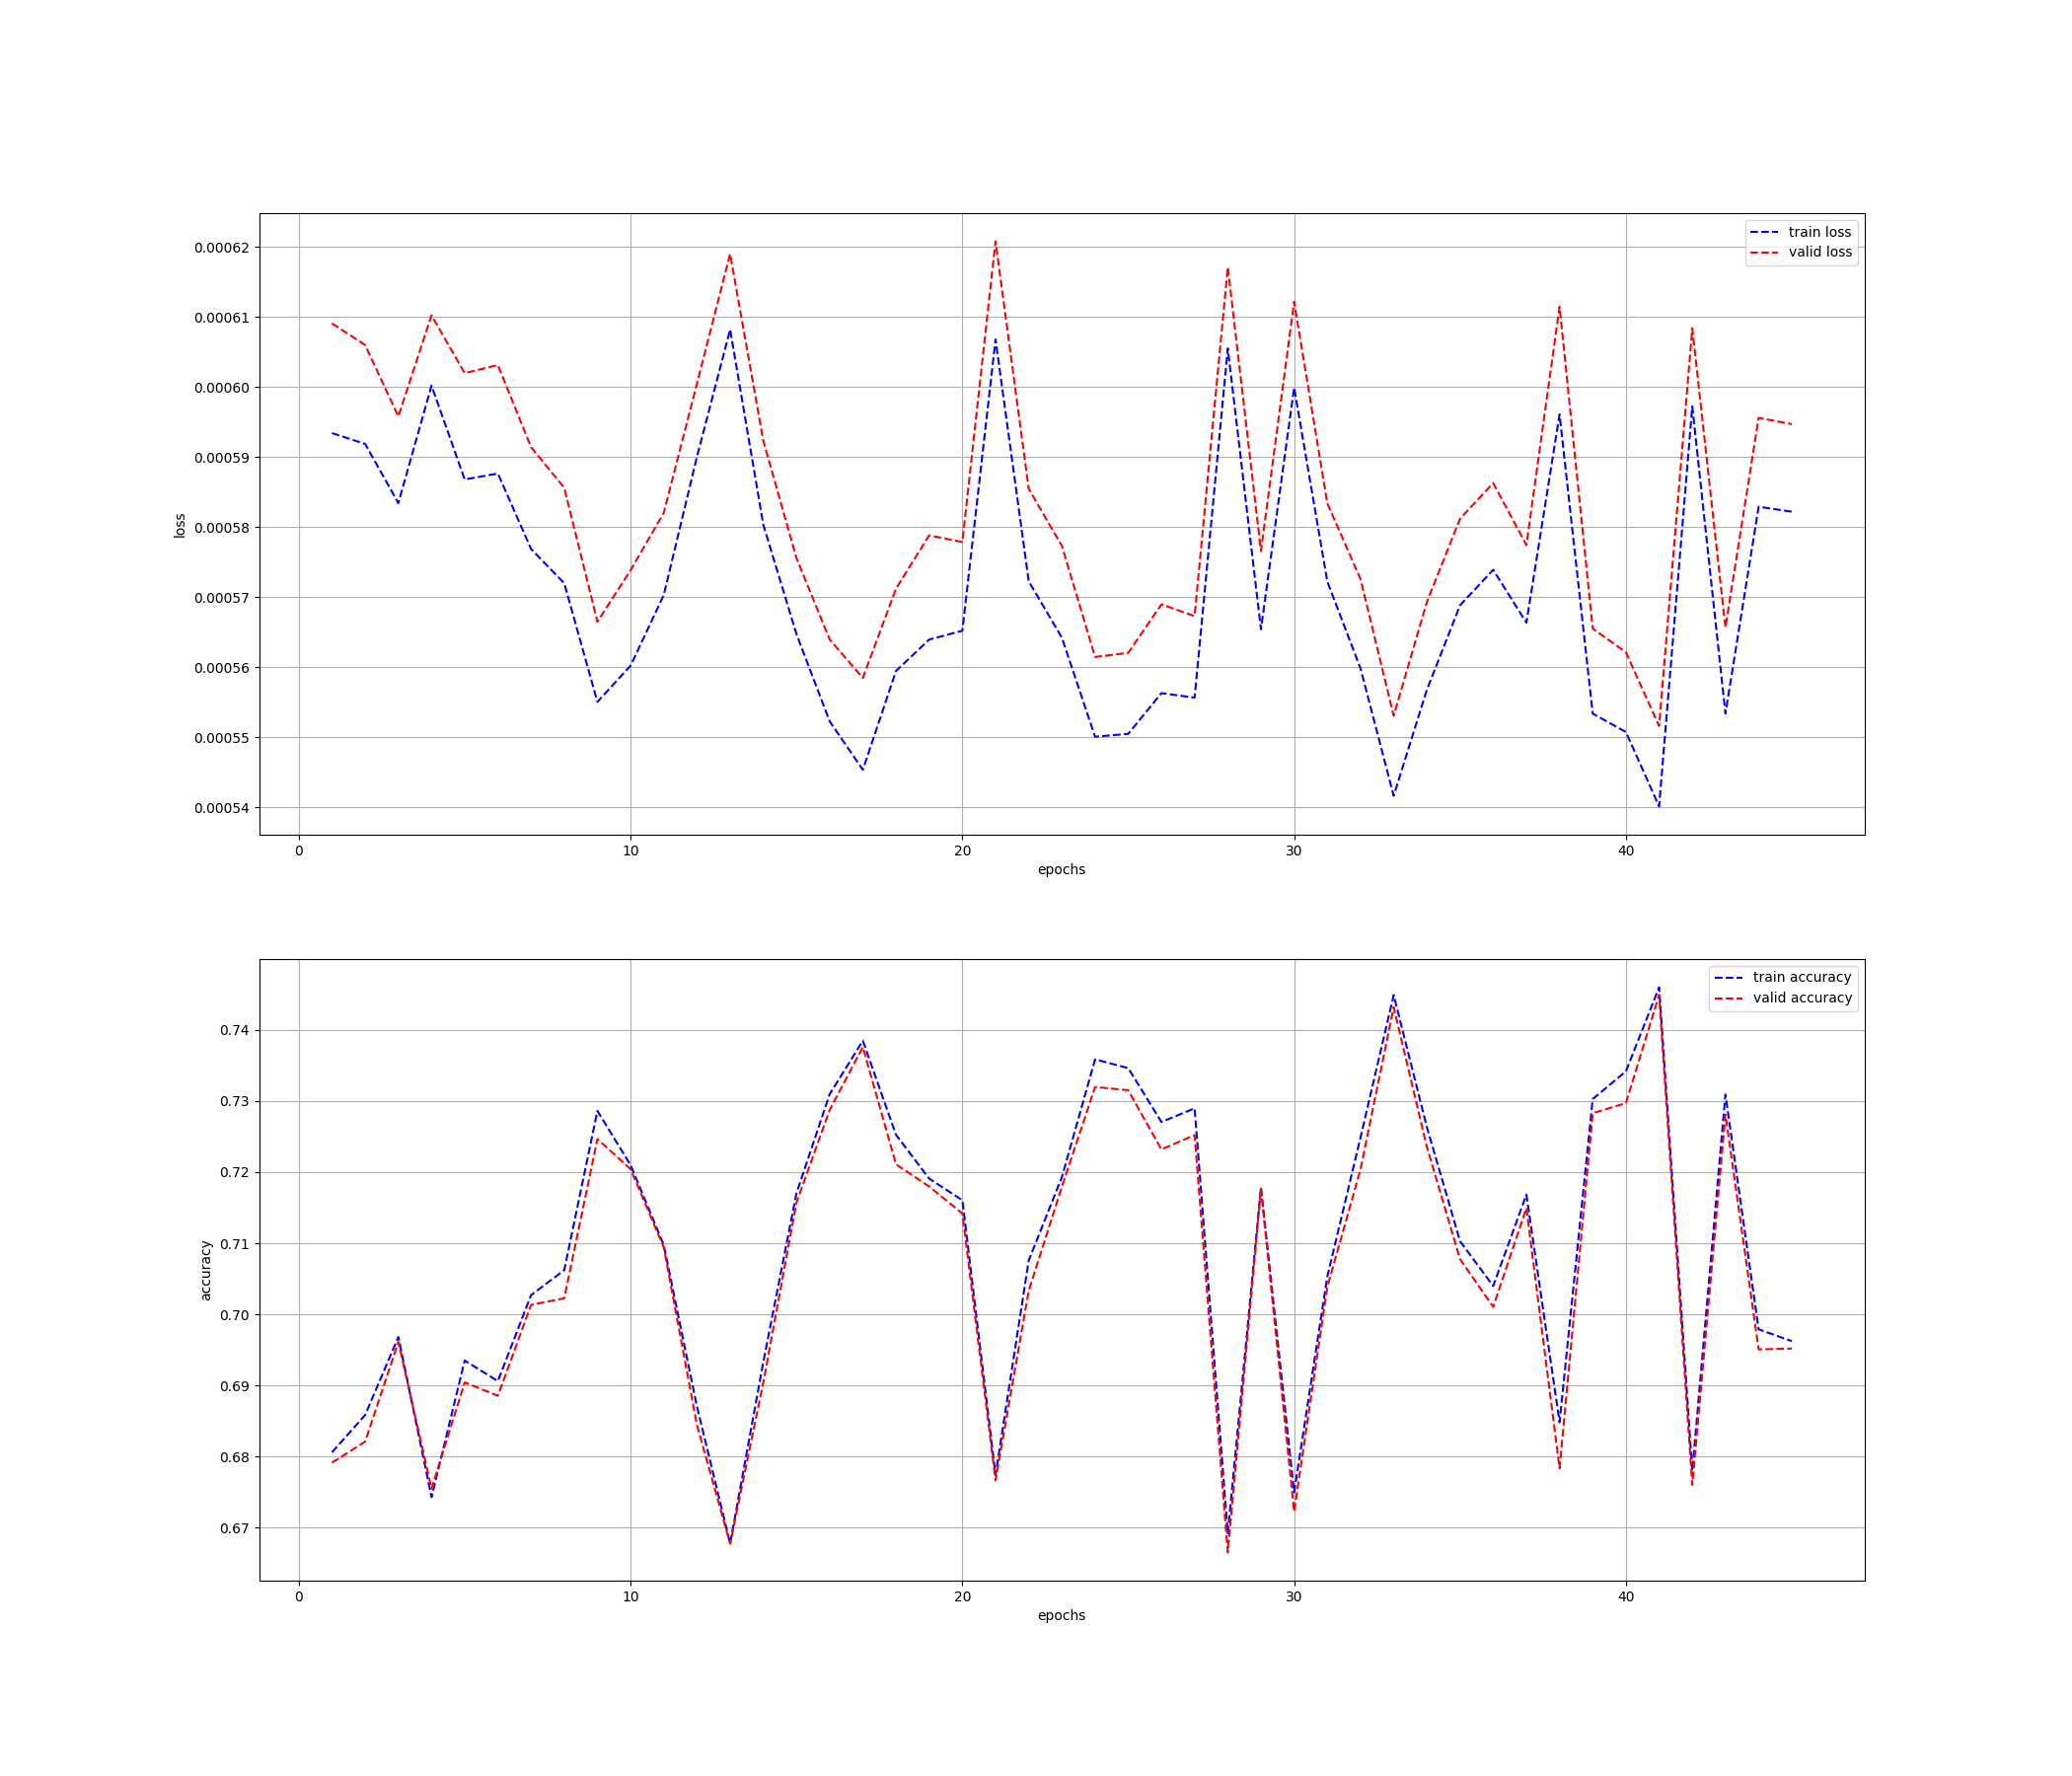 train loss
valid loss
0.00062
0.00061
0.00060
0.00059
0.00058
0.00057
0.00056
0.00055
0.00054
loss
0 10 20 30 40
epochs
train accuracy
valid accuracy
0.74
0.73
0.72
0.71
0.70
0.69
0.68
0.67
accuracy
0 10 20 30 40
epochs